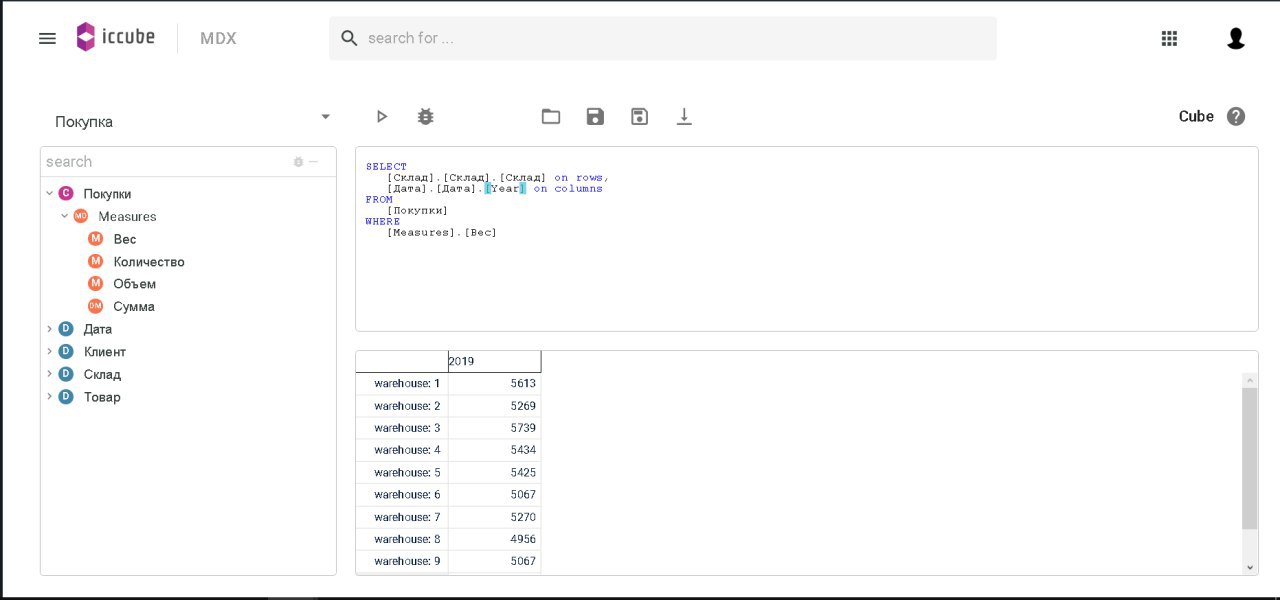 iccube MDX search for ...
Покупка
Cube ?
search
C Покупки
MD Measures
M Вес
M Количество
M Объем
DM Сумма
D Дата
D Клиент
D Склад
D Товар
SELECT
[Склад].[Склад].[Склад] on rows,
[Дата].[Дата].[Year] on columns
FROM
[Покупки]
WHERE
[Measures].[Вес]
2019
warehouse: 1 5613
warehouse: 2 5269
warehouse: 3 5739
warehouse: 4 5434
warehouse: 5 5425
warehouse: 6 5067
warehouse: 7 5270
warehouse: 8 4956
warehouse: 9 5067